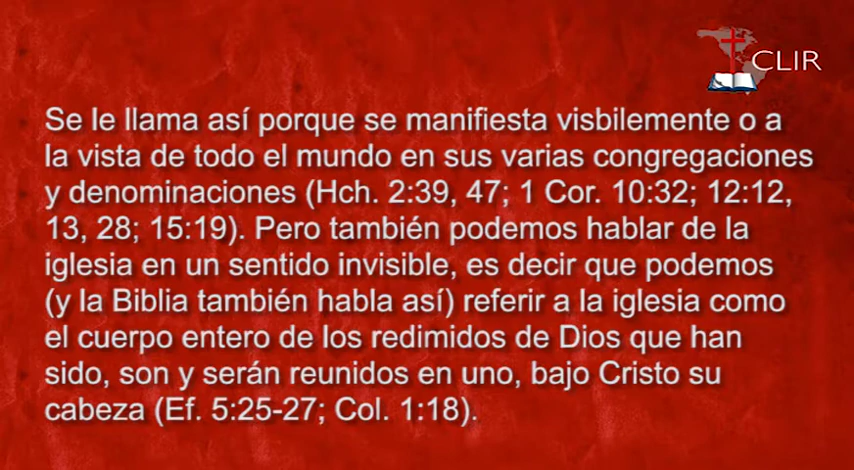 CLIR
Se le llama así porque se manifiesta visbilemente o a
la vista de todo el mundo en sus varias congregaciones
y denominaciones (Hch. 2:39, 47; 1 Cor. 10:32; 12:12,
13, 28; 15:19). Pero también podemos hablar de la
iglesia en un sentido invisible, es decir que podemos
(y la Biblia también habla así) referir a la iglesia como
el cuerpo entero de los redimidos de Dios que han
sido, son y serán reunidos en uno, bajo Cristo su
cabeza (Ef. 5:25-27; Col. 1:18).